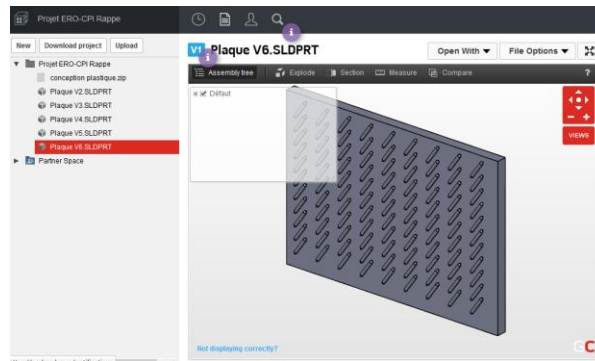 Projet ERO-CPI Rappe
New Download project Upload
Projet ERO-CPI Rappe
conception plastique.zip
Plaque V2.SLDPRT
Plaque V3.SLDPRT
Plaque V4.SLDPRT
Plaque V5.SLDPRT
Plaque V6.SLDPRT
Partner Space
V1 Plaque V6.SLDPRT
Open With File Options
Assembly tree Explode Section Measure Compare ?
Défaut
VIEWS
Not displaying correctly?
GC